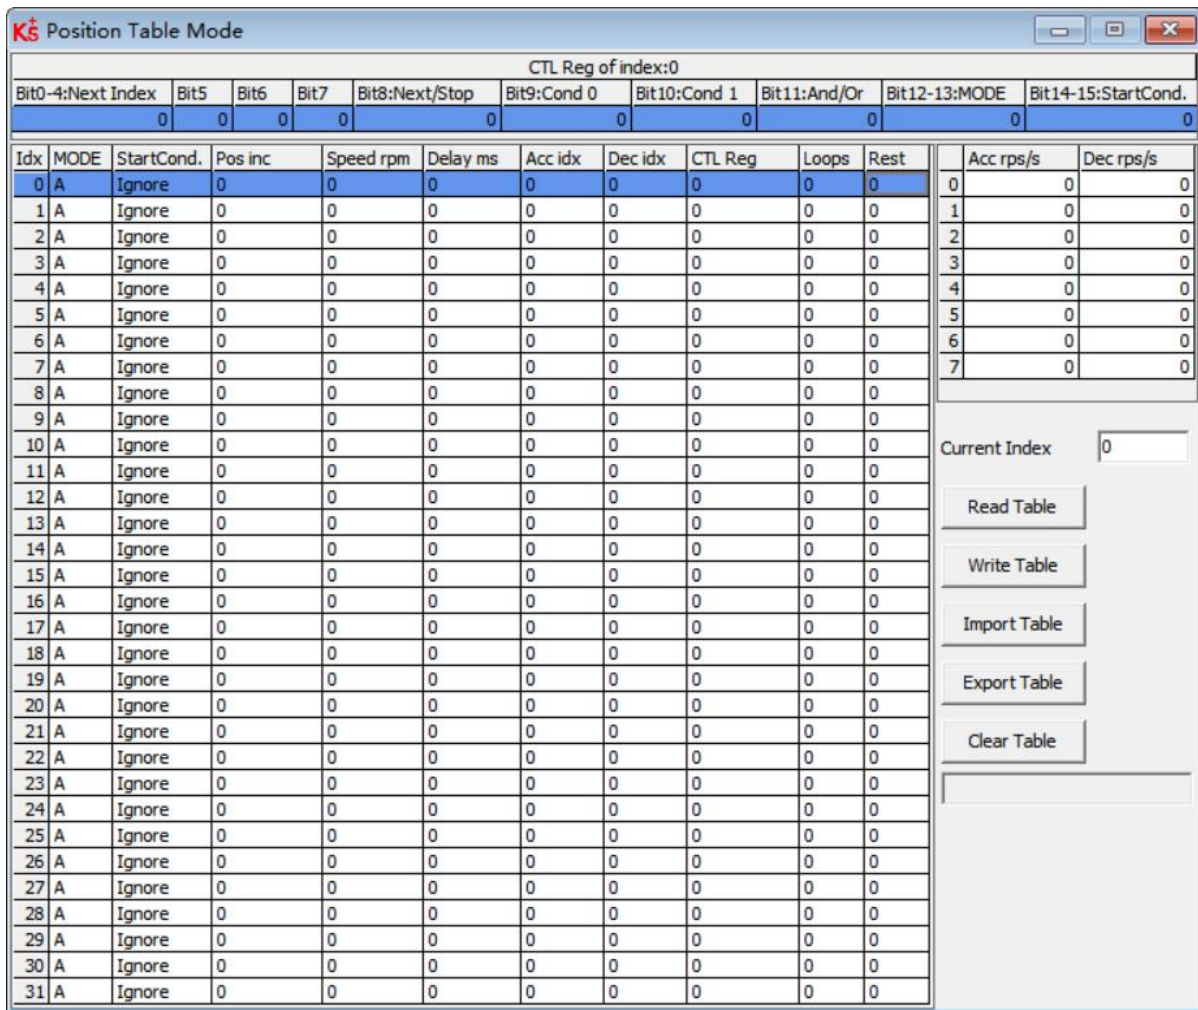 K5+ Position Table Mode
CTL Reg of index:0
Bit0-4:Next Index Bit5 Bit6 Bit7 Bit8:Next/Stop Bit9:Cond 0 Bit10:Cond 1 Bit11:And/Or Bit12-13:MODE Bit14-15:StartCond.
0 0 0 0 0 0 0 0 0 0
Idx MODE StartCond. Pos inc Speed rpm Delay ms Acc idx Dec idx CTL Reg Loops Rest
0 A Ignore 0 0 0 0 0 0 0 0
1 A Ignore 0 0 0 0 0 0 0 0
2 A Ignore 0 0 0 0 0 0 0 0
3 A Ignore 0 0 0 0 0 0 0 0
4 A Ignore 0 0 0 0 0 0 0 0
5 A Ignore 0 0 0 0 0 0 0 0
6 A Ignore 0 0 0 0 0 0 0 0
7 A Ignore 0 0 0 0 0 0 0 0
8 A Ignore 0 0 0 0 0 0 0 0
9 A Ignore 0 0 0 0 0 0 0 0
10 A Ignore 0 0 0 0 0 0 0 0
11 A Ignore 0 0 0 0 0 0 0 0
12 A Ignore 0 0 0 0 0 0 0 0
13 A Ignore 0 0 0 0 0 0 0 0
14 A Ignore 0 0 0 0 0 0 0 0
15 A Ignore 0 0 0 0 0 0 0 0
16 A Ignore 0 0 0 0 0 0 0 0
17 A Ignore 0 0 0 0 0 0 0 0
18 A Ignore 0 0 0 0 0 0 0 0
19 A Ignore 0 0 0 0 0 0 0 0
20 A Ignore 0 0 0 0 0 0 0 0
21 A Ignore 0 0 0 0 0 0 0 0
22 A Ignore 0 0 0 0 0 0 0 0
23 A Ignore 0 0 0 0 0 0 0 0
24 A Ignore 0 0 0 0 0 0 0 0
25 A Ignore 0 0 0 0 0 0 0 0
26 A Ignore 0 0 0 0 0 0 0 0
27 A Ignore 0 0 0 0 0 0 0 0
28 A Ignore 0 0 0 0 0 0 0 0
29 A Ignore 0 0 0 0 0 0 0 0
30 A Ignore 0 0 0 0 0 0 0 0
31 A Ignore 0 0 0 0 0 0 0 0
Acc rps/s Dec rps/s
0 0 0
1 0 0
2 0 0
3 0 0
4 0 0
5 0 0
6 0 0
7 0 0
Current Index 0
Read Table
Write Table
Import Table
Export Table
Clear Table